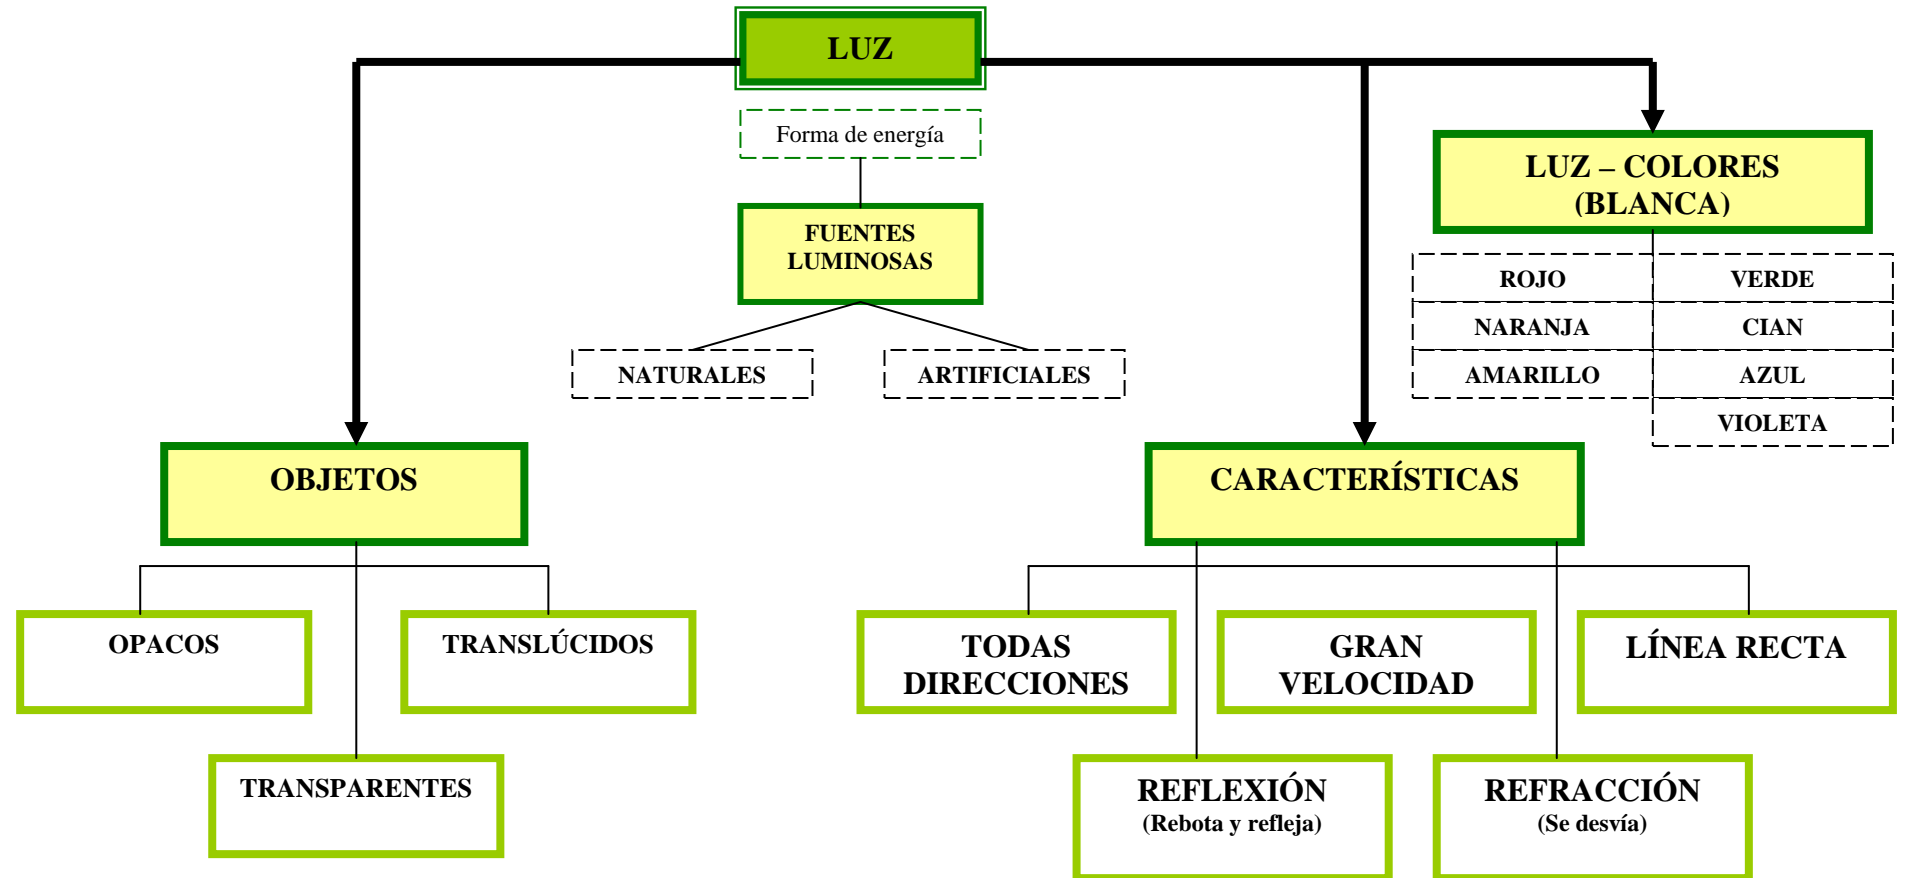 LUZ
Forma de energía
FUENTES
LUMINOSAS
NATURALES
ARTIFICIALES
LUZ – COLORES
(BLANCA)
ROJO
VERDE
NARANJA
CIAN
AMARILLO
AZUL
VIOLETA
OBJETOS
OPACOS
TRANSLÚCIDOS
TRANSPARENTES
CARACTERÍSTICAS
TODAS
DIRECCIONES
GRAN
VELOCIDAD
LÍNEA RECTA
REFLEXIÓN
(Rebota y refleja)
REFRACCIÓN
(Se desvía)